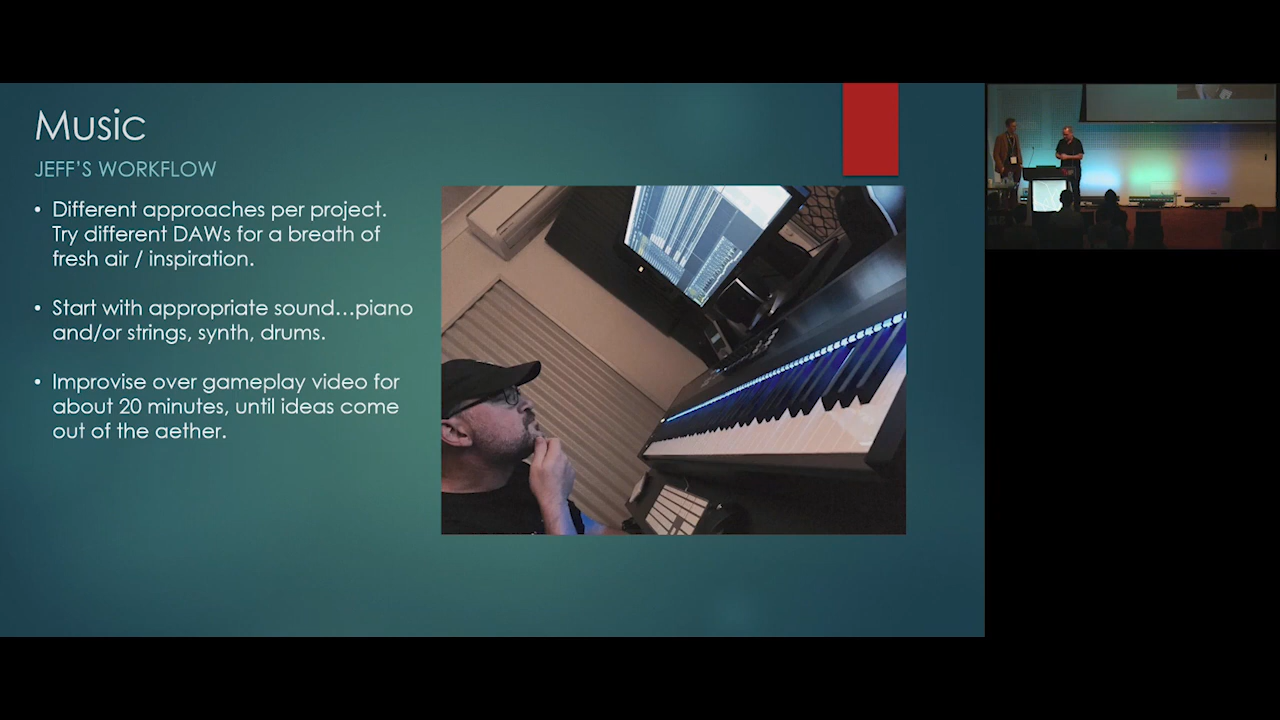 Music
JEFF'S WORKFLOW
• Different approaches per project.
Try different DAWs for a breath of
fresh air / inspiration.
• Start with appropriate sound…piano
and/or strings, synth, drums.
• Improvise over gameplay video for
about 20 minutes, until ideas come
out of the aether.